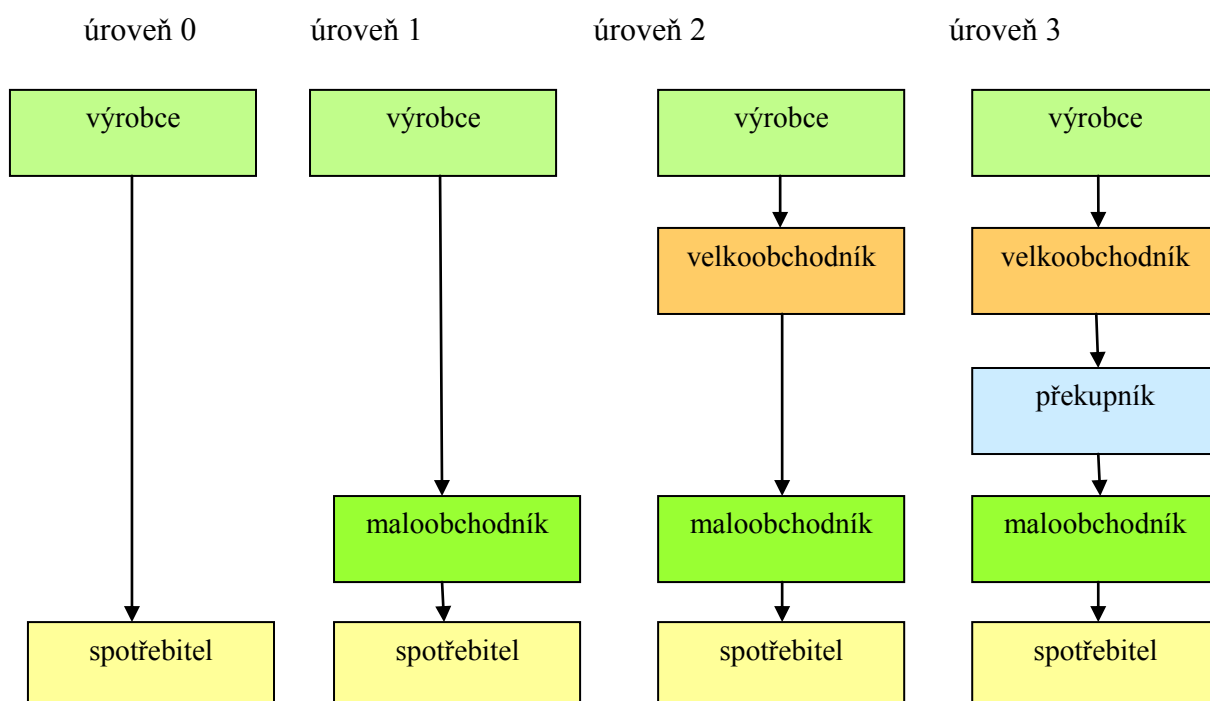 úroveň 0 úroveň 1 úroveň 2 úroveň 3
výrobce výrobce výrobce výrobce
velkoobchodník velkoobchodník
překupník
maloobchodník maloobchodník maloobchodník
spotřebitel spotřebitel spotřebitel spotřebitel